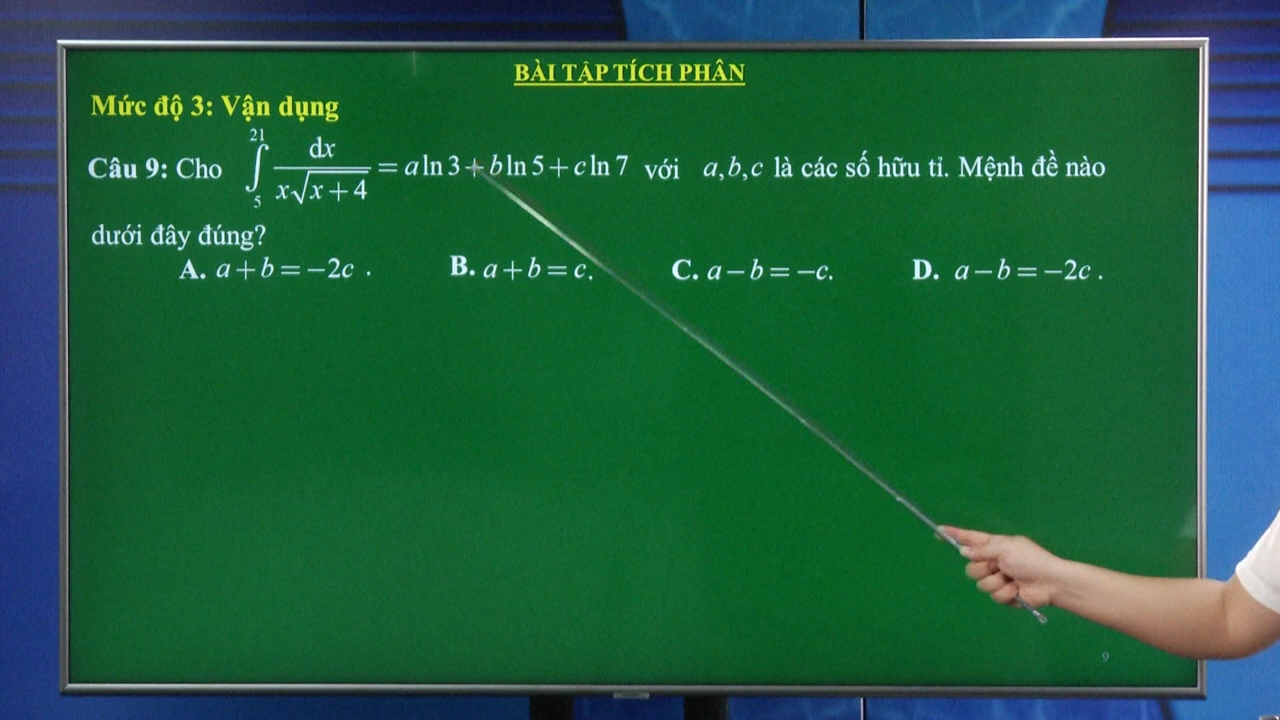 BÀI TẬP TÍCH PHÂN
Mức độ 3: Vận dụng
Câu 9: Cho ∫₅²¹ dx/(x√(x+4)) = a ln 3 + b ln 5 + c ln 7 với a, b, c là các số hữu tỉ. Mệnh đề nào
dưới đây đúng?
A. a + b = −2c . B. a + b = c. C. a − b = −c. D. a − b = −2c .
9